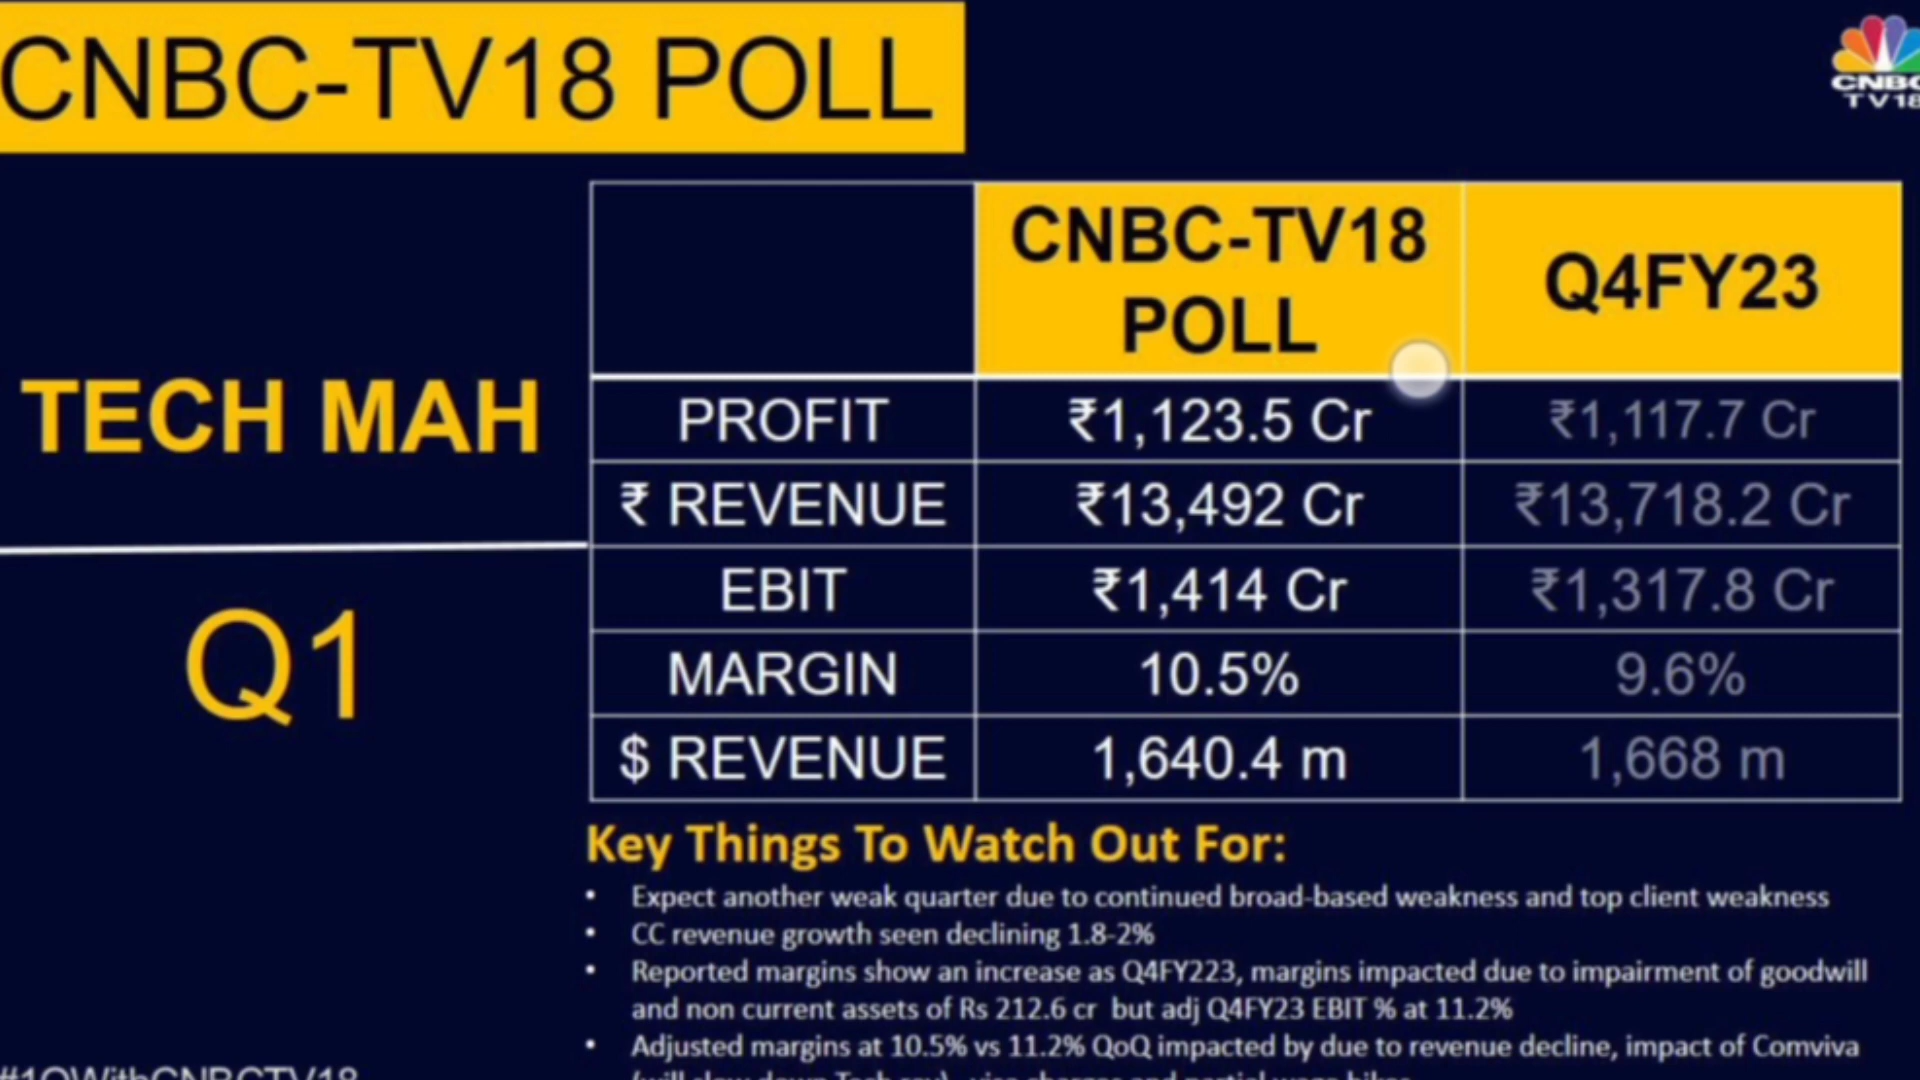 CNBC-TV18 POLL
CNBC
TV18
TECH MAH
Q1
CNBC-TV18 POLL Q4FY23
PROFIT ₹1,123.5 Cr ₹1,117.7 Cr
₹ REVENUE ₹13,492 Cr ₹13,718.2 Cr
EBIT ₹1,414 Cr ₹1,317.8 Cr
MARGIN 10.5% 9.6%
$ REVENUE 1,640.4 m 1,668 m
Key Things To Watch Out For:
• Expect another weak quarter due to continued broad-based weakness and top client weakness
• CC revenue growth seen declining 1.8-2%
• Reported margins show an increase as Q4FY223, margins impacted due to impairment of goodwill
and non current assets of Rs 212.6 cr but adj Q4FY23 EBIT % at 11.2%
• Adjusted margins at 10.5% vs 11.2% QoQ impacted by due to revenue decline, impact of Comviva